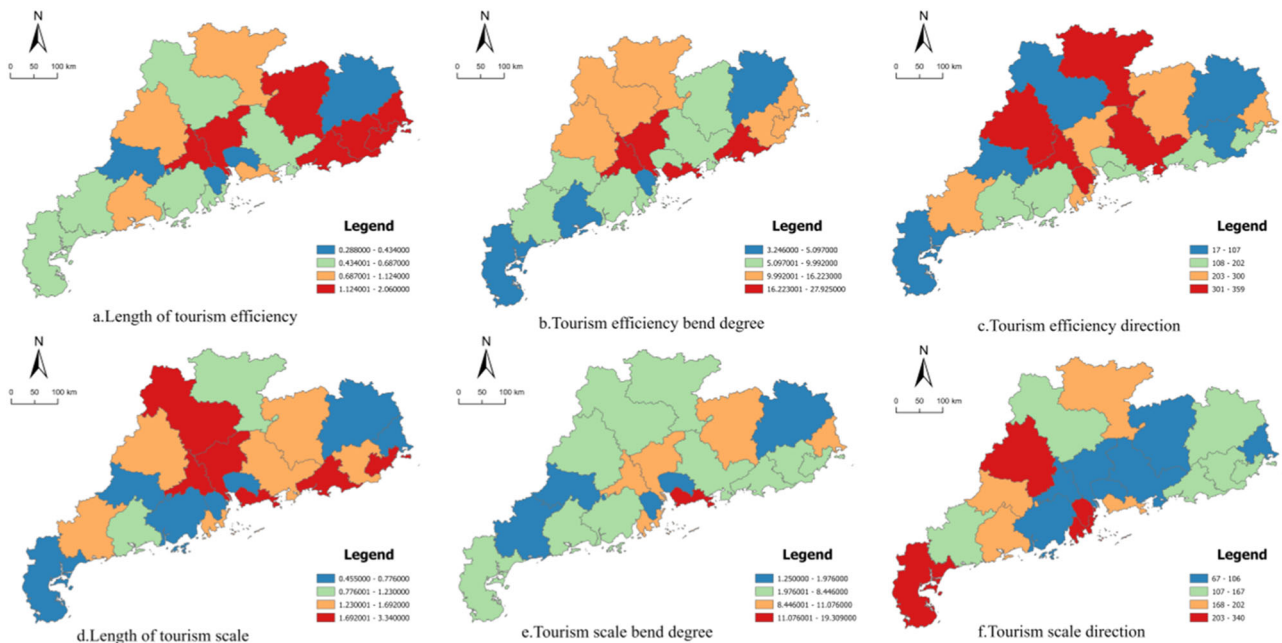 N
0 50 100 km
Legend
0.288000 - 0.434000
0.434001 - 0.687000
0.687001 - 1.124000
1.124001 - 2.060000
a.Length of tourism efficiency
N
0 50 100 km
Legend
3.246000 - 5.097000
5.097001 - 9.992000
9.992001 - 16.223000
16.223001 - 27.925000
b.Tourism efficiency bend degree
N
0 50 100 km
Legend
17 - 107
108 - 202
203 - 300
301 - 359
c.Tourism efficiency direction
N
0 50 100 km
Legend
0.455000 - 0.776000
0.776001 - 1.230000
1.230001 - 1.692000
1.692001 - 3.340000
d.Length of tourism scale
N
0 50 100 km
Legend
1.250000 - 1.976000
1.976001 - 8.446000
8.446001 - 11.076000
11.076001 - 19.309000
e.Tourism scale bend degree
N
0 50 100 km
Legend
67 - 106
107 - 167
168 - 202
203 - 340
f.Tourism scale direction